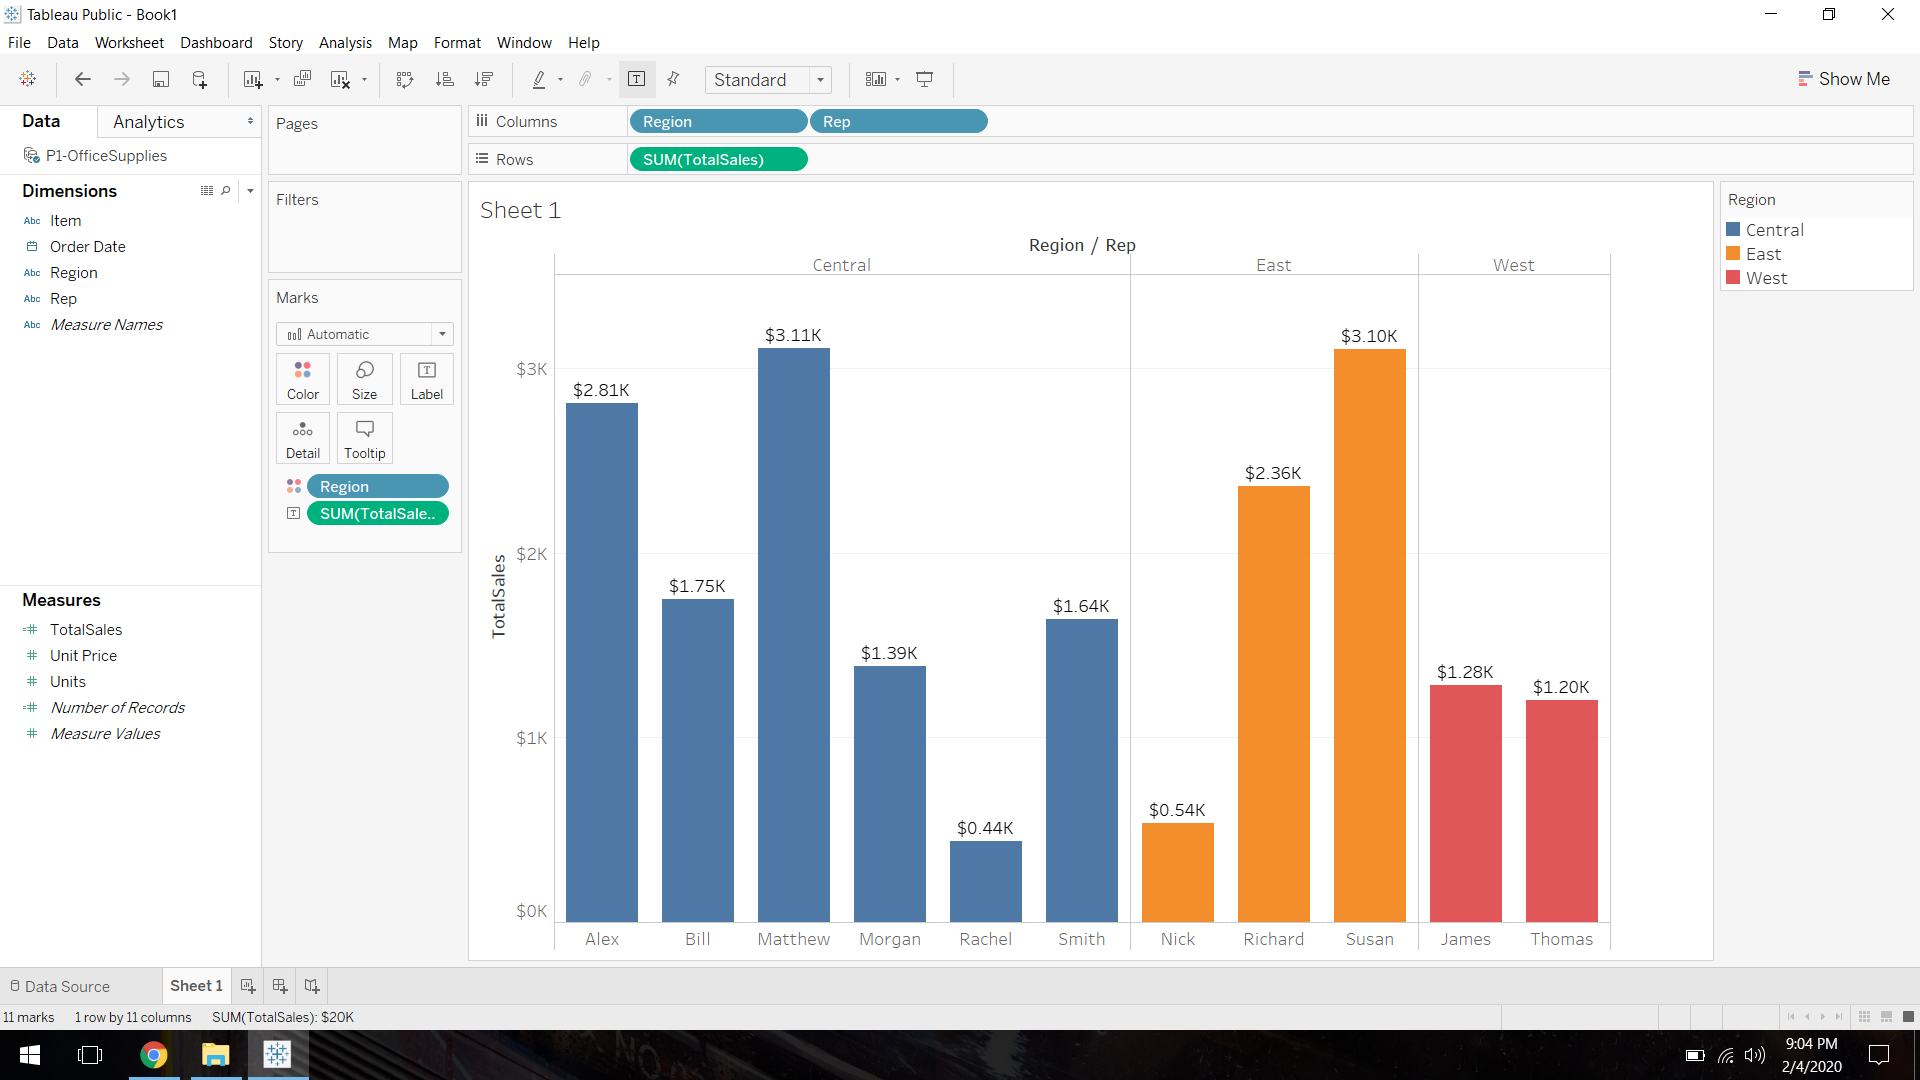 Tableau Public - Book1
File Data Worksheet Dashboard Story Analysis Map Format Window Help
Standard
Show Me
Data Analytics
P1-OfficeSupplies
Dimensions
Abc Item
Order Date
Abc Region
Abc Rep
Abc Measure Names
Measures
TotalSales
Unit Price
Units
Number of Records
Measure Values
Pages
Filters
Marks
Automatic
Color Size Label
Detail Tooltip
Region
SUM(TotalSale..
Columns Region Rep
Rows SUM(TotalSales)
Sheet 1
Region / Rep
Central East West
$3.11K
$3.10K
$3K
$2.81K
$2.36K
$2K
$1.75K
$1.64K
$1.39K
$1.28K
$1.20K
$1K
$0.54K
$0.44K
$0K
TotalSales
Alex Bill Matthew Morgan Rachel Smith Nick Richard Susan James Thomas
Region
Central
East
West
Data Source Sheet 1
11 marks 1 row by 11 columns SUM(TotalSales): $20K
9:04 PM
2/4/2020